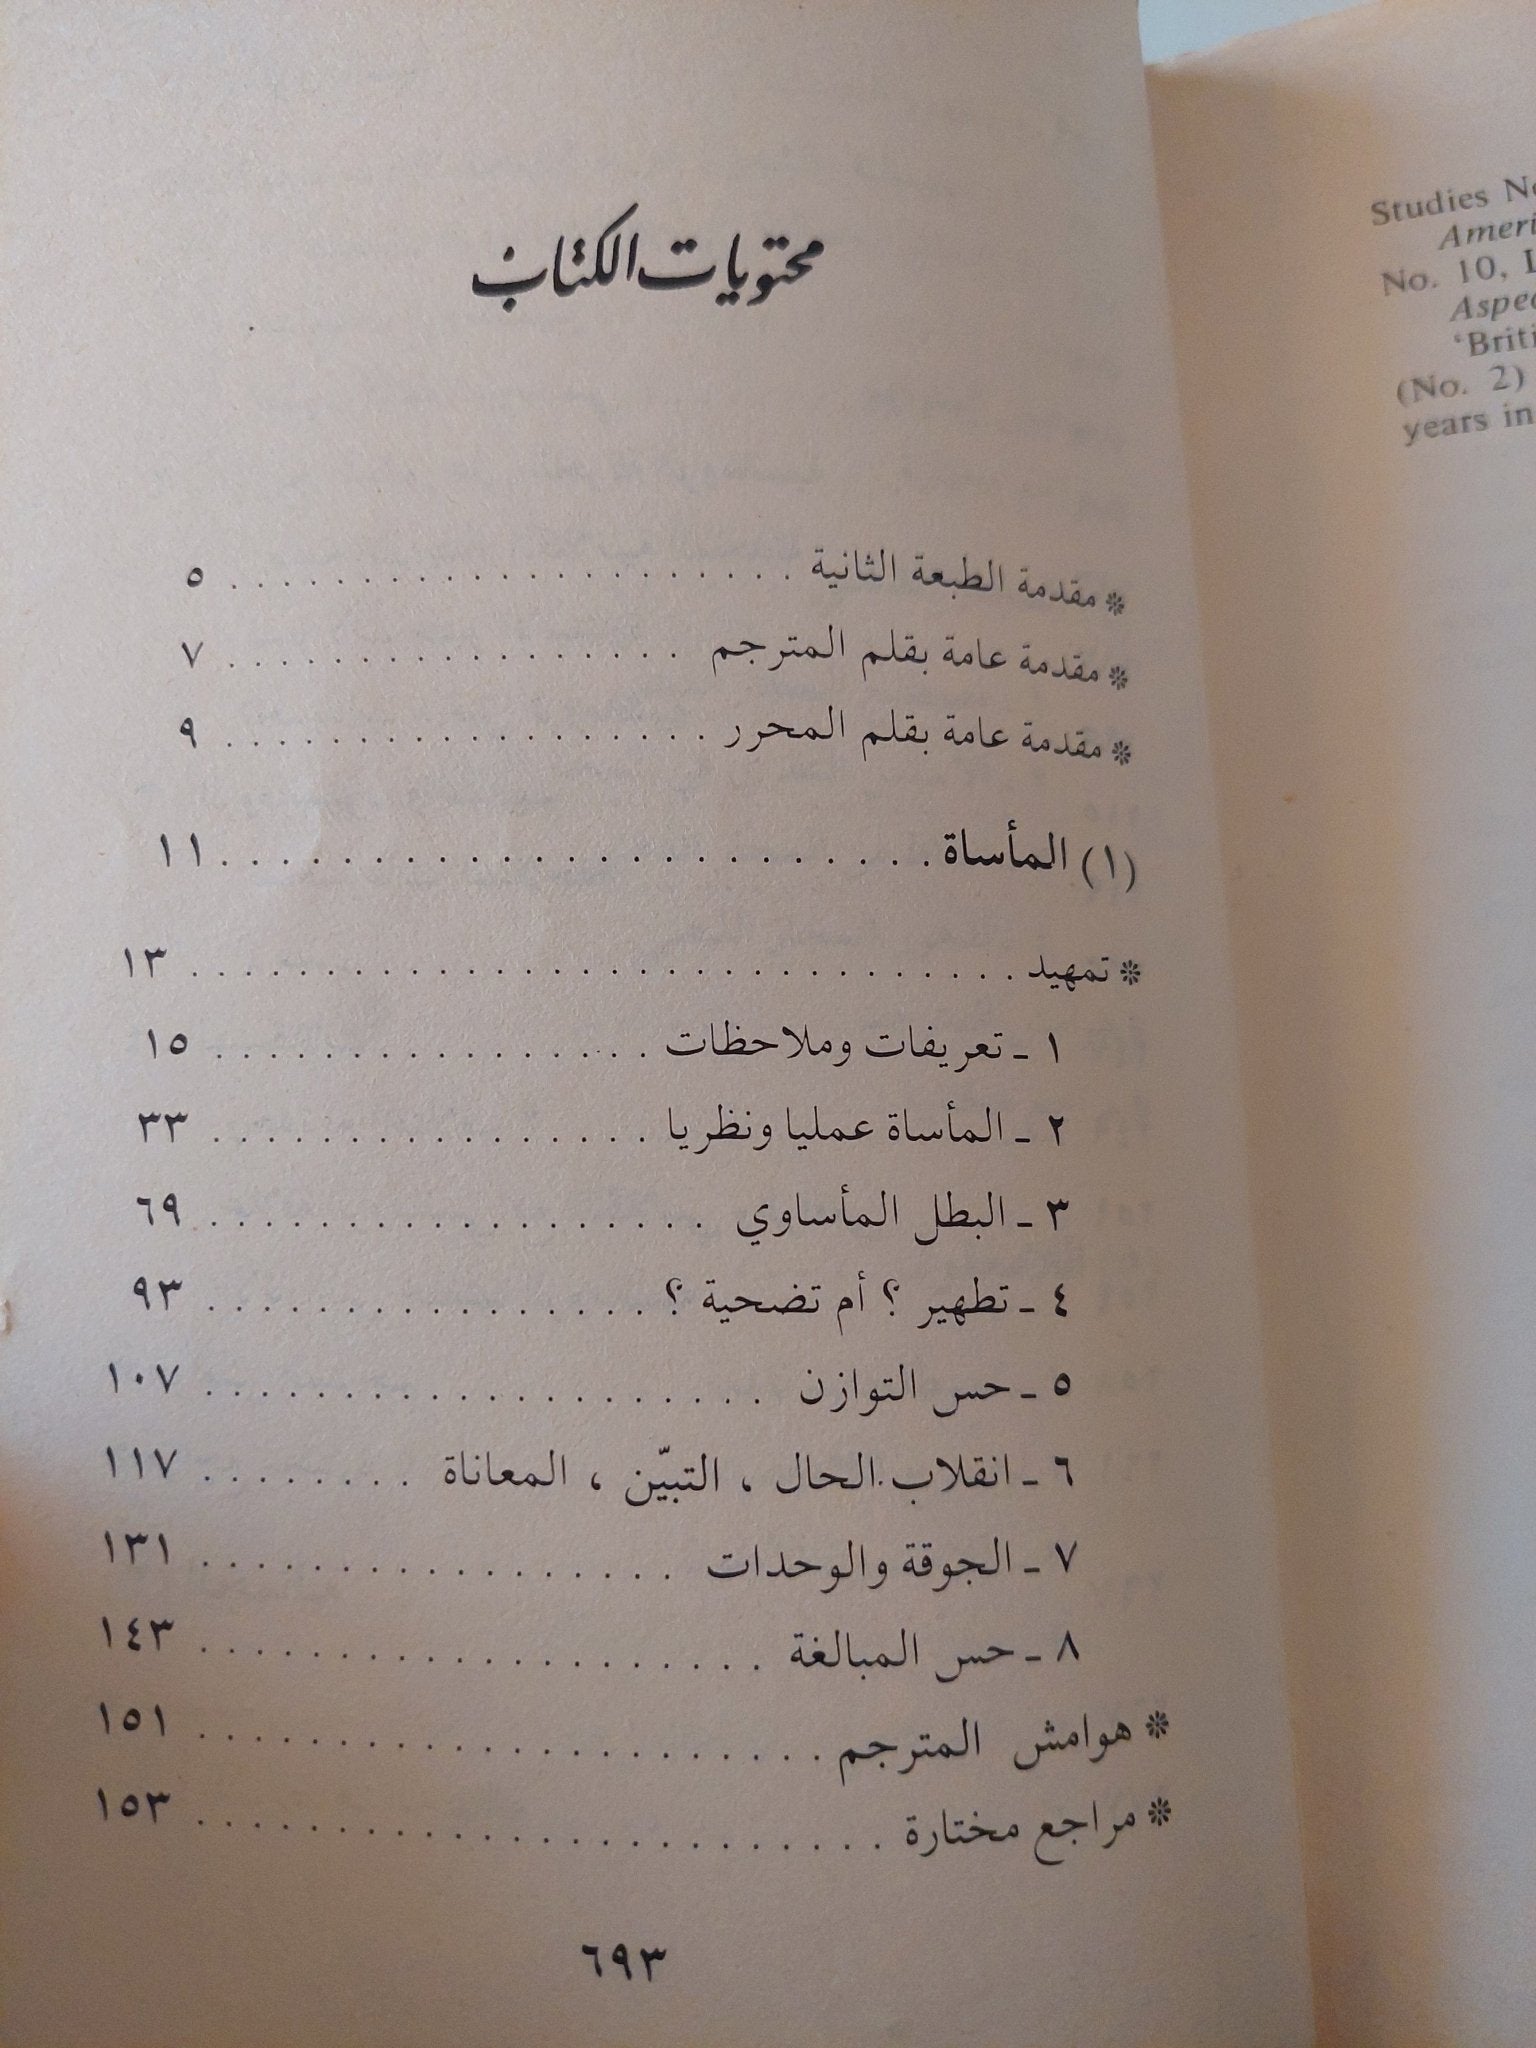 محتويات الكتاب
* مقدمة الطبعة الثانية . . . . . . . . . . . . . . . . . . . . . ٥
* مقدمة عامة بقلم المترجم . . . . . . . . . . . . . . . . . ٧
* مقدمة عامة بقلم المحرر . . . . . . . . . . . . . . . . . . ٩
(١) المأساة . . . . . . . . . . . . . . . . . . . . . . . . ١١
* تمهيد . . . . . . . . . . . . . . . . . . . . . . . . . . . . . . ١٣
١ ـ تعريفات وملاحظات . . . . . . . . . . . . . . . . ١٥
٢ ـ المأساة عمليا ونظريا . . . . . . . . . . . . . . . . ٣٣
٣ ـ البطل المأساوي . . . . . . . . . . . . . . . . . . ٦٩
٤ ـ تطهير ؟ أم تضحية ؟ . . . . . . . . . . . . . . . ٩٣
٥ ـ حس التوازن . . . . . . . . . . . . . . . . . . . . ١٠٧
٦ ـ انقلاب الحال ، التبيّن ، المعاناة . . . . . . . . ١١٧
٧ ـ الجوقة والوحدات . . . . . . . . . . . . . . . . . ١٣١
٨ ـ حس المبالغة . . . . . . . . . . . . . . . . . . . . ١٤٣
* هوامش المترجم . . . . . . . . . . . . . . . . . . . . . . ١٥١
* مراجع مختارة . . . . . . . . . . . . . . . . . . . . . . . . ١٥٣
٦٩٣
Studies
No. 10,
(No. 2)
years in